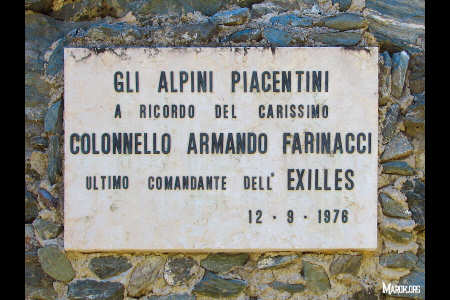 GLI ALPINI PIACENTINI
A RICORDO DEL CARISSIMO
COLONNELLO ARMANDO FARINACCI
ULTIMO COMANDANTE DELL' EXILLES
12 · 9 · 1976
Marok.org